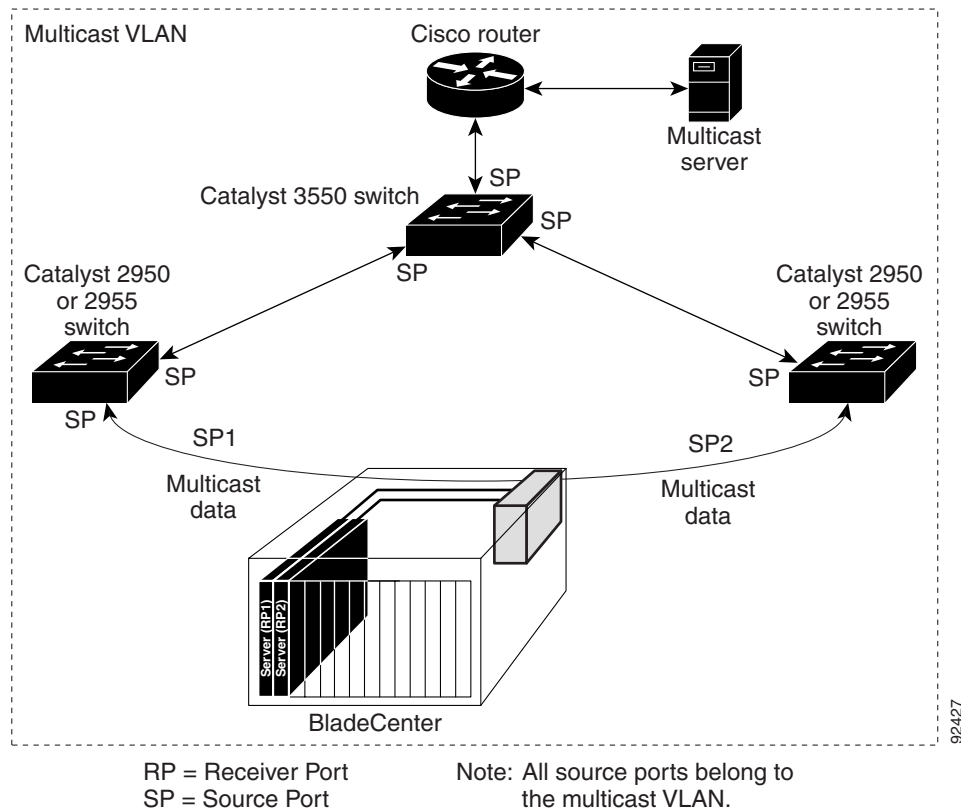 Multicast VLAN
Cisco router
Multicast
server
SP
Catalyst 3550 switch
SP
SP
Catalyst 2950
or 2955
switch
Catalyst 2950
or 2955
switch
SP
SP
SP
SP1
SP2
Multicast
data
Multicast
data
Server (RP1)
Server (RP2)
BladeCenter
92427
RP = Receiver Port
SP = Source Port
Note: All source ports belong to
the multicast VLAN.